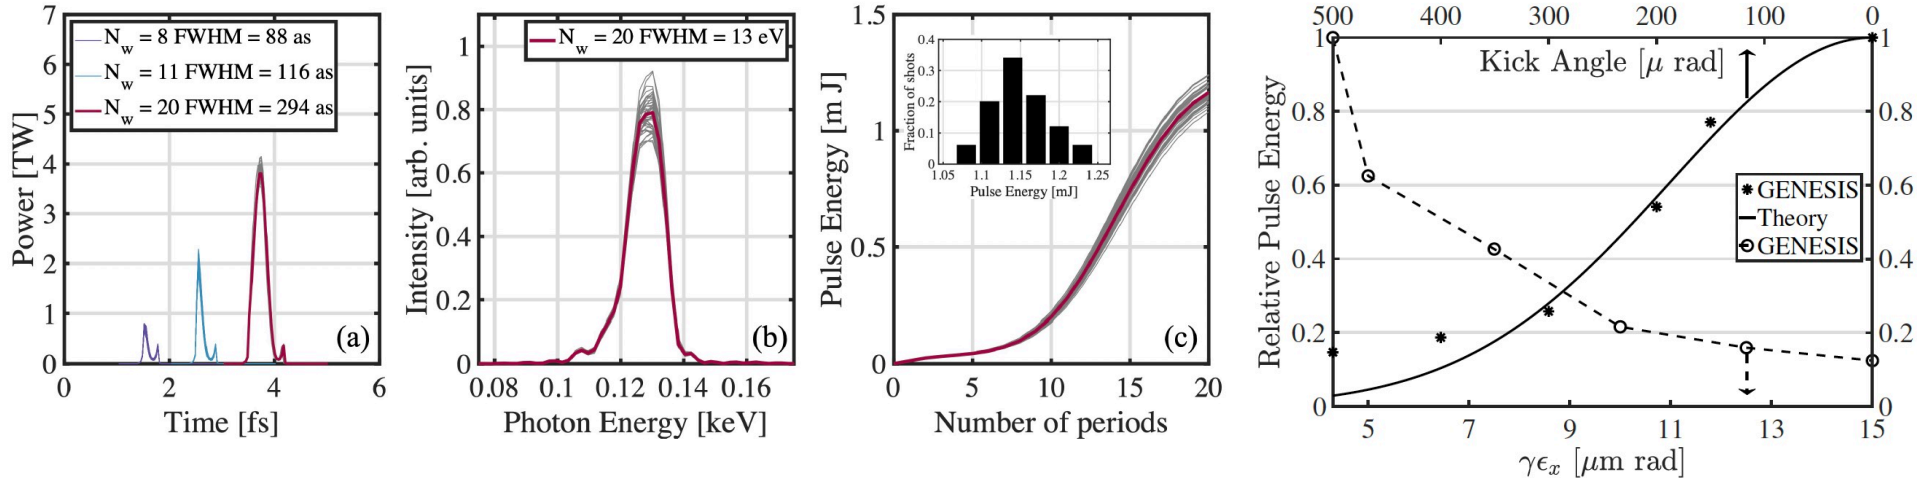 7
6
5
4
3
2
1
0
Power [TW]
N_w = 8 FWHM = 88 as
N_w = 11 FWHM = 116 as
N_w = 20 FWHM = 294 as
(a)
0 2 4 6
Time [fs]
1
0.8
0.6
0.4
0.2
0
Intensity [arb. units]
N_w = 20 FWHM = 13 eV
(b)
0.08 0.1 0.12 0.14 0.16
Photon Energy [keV]
1.5
1
0.5
0
Pulse Energy [m J]
0.4
0.3
0.2
0.1
0
Fraction of shots
1.05 1.1 1.15 1.2 1.25
Pulse Energy [mJ]
(c)
0 5 10 15 20
Number of periods
500 400 300 200 100 0
Kick Angle [μ rad]
1
0.8
0.6
0.4
0.2
0
Relative Pulse Energy
GENESIS
Theory
GENESIS
1
0.8
0.6
0.4
0.2
0
5 7 9 11 13 15
γϵ_x [μm rad]